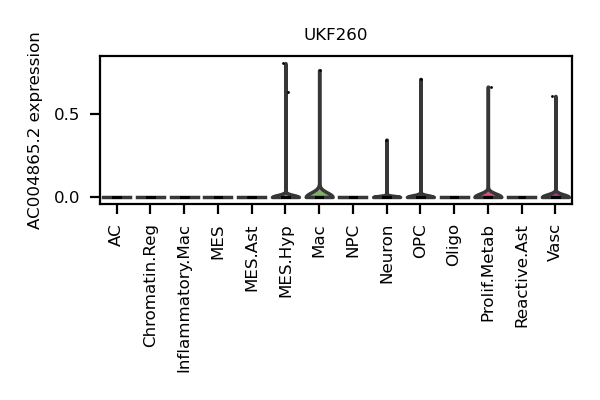 UKF260
AC004865.2 expression
0.5
0.0
AC
Chromatin.Reg
Inflammatory.Mac
MES
MES.Ast
MES.Hyp
Mac
NPC
Neuron
OPC
Oligo
Prolif.Metab
Reactive.Ast
Vasc